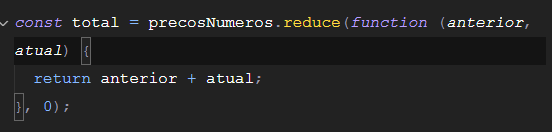 const total = precosNumeros.reduce(function (anterior,
atual) {
return anterior + atual;
}, 0);